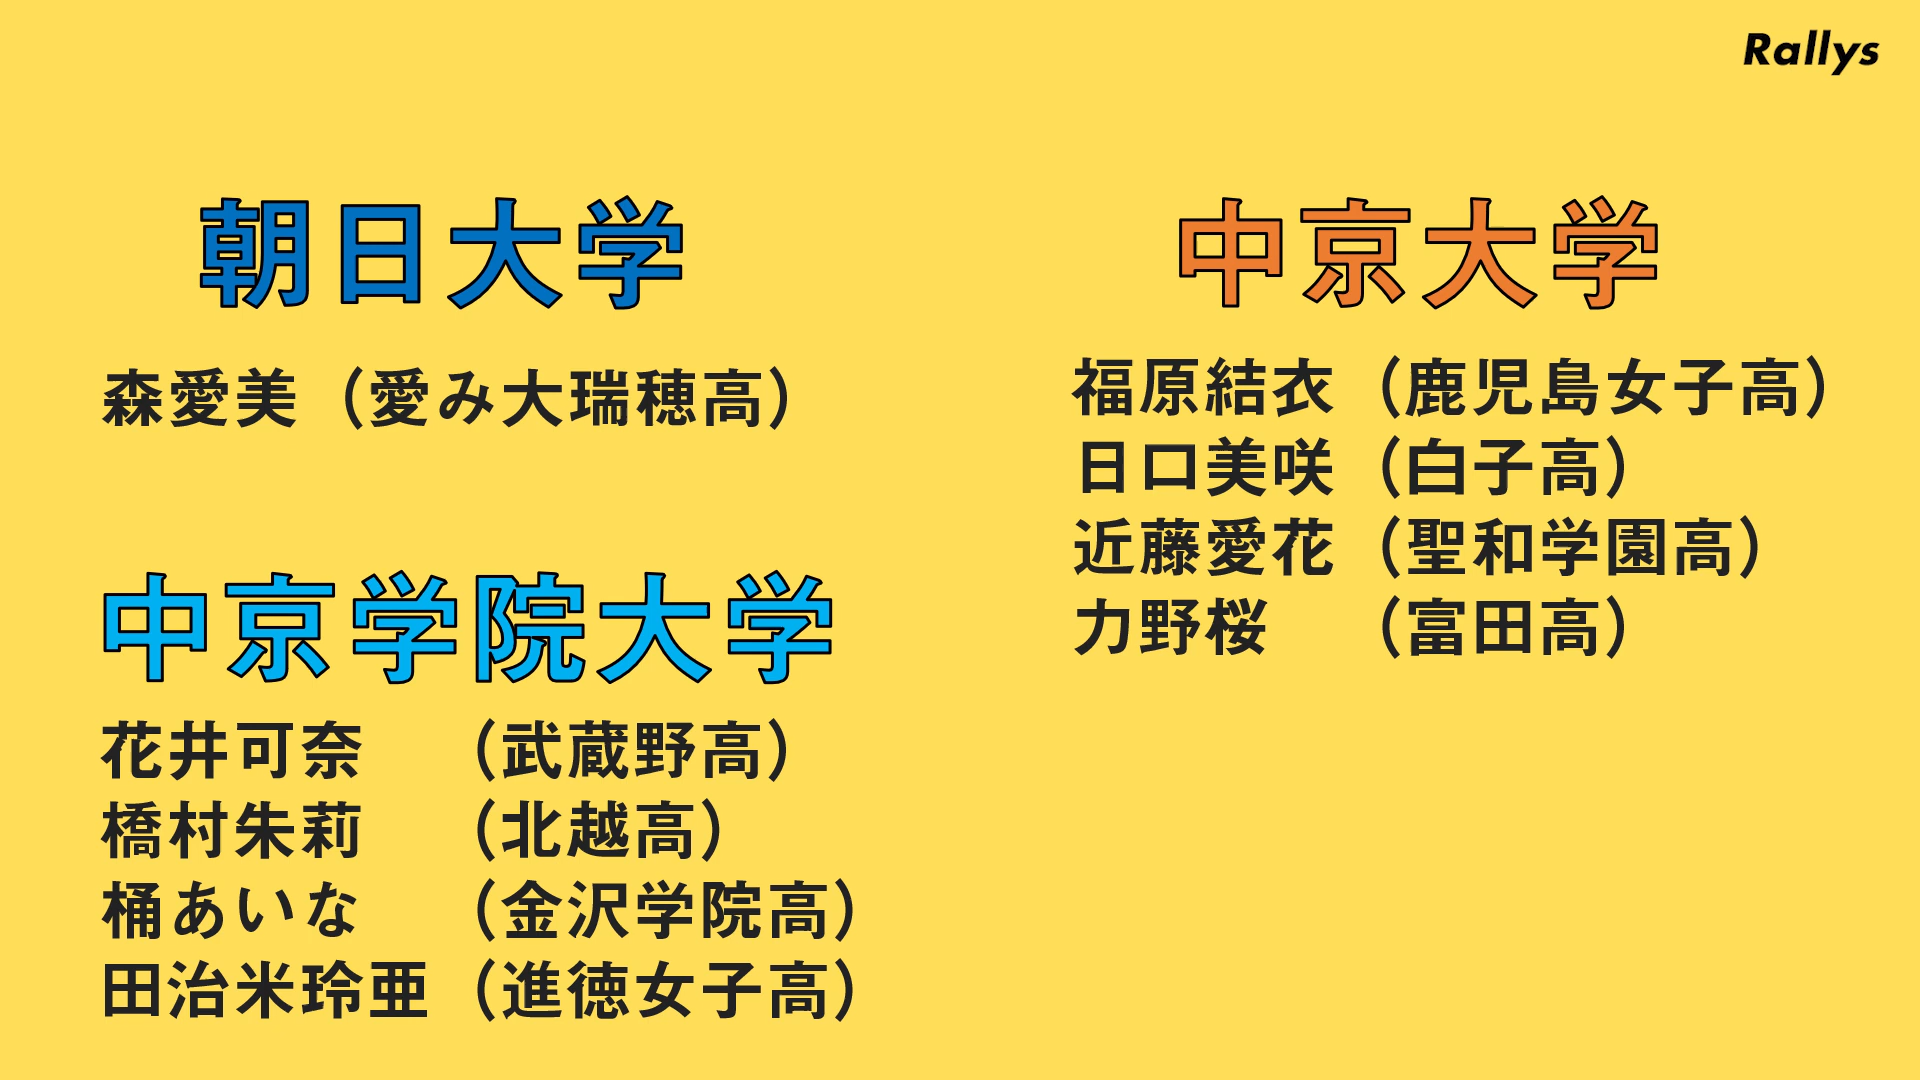 Rallys
朝日大学
森愛美（愛み大瑞穂高）
中京学院大学
花井可奈　（武蔵野高）
橋村朱莉　（北越高）
桶あいな　（金沢学院高）
田治米玲亜（進徳女子高）
中京大学
福原結衣（鹿児島女子高）
日口美咲（白子高）
近藤愛花（聖和学園高）
力野桜　（富田高）